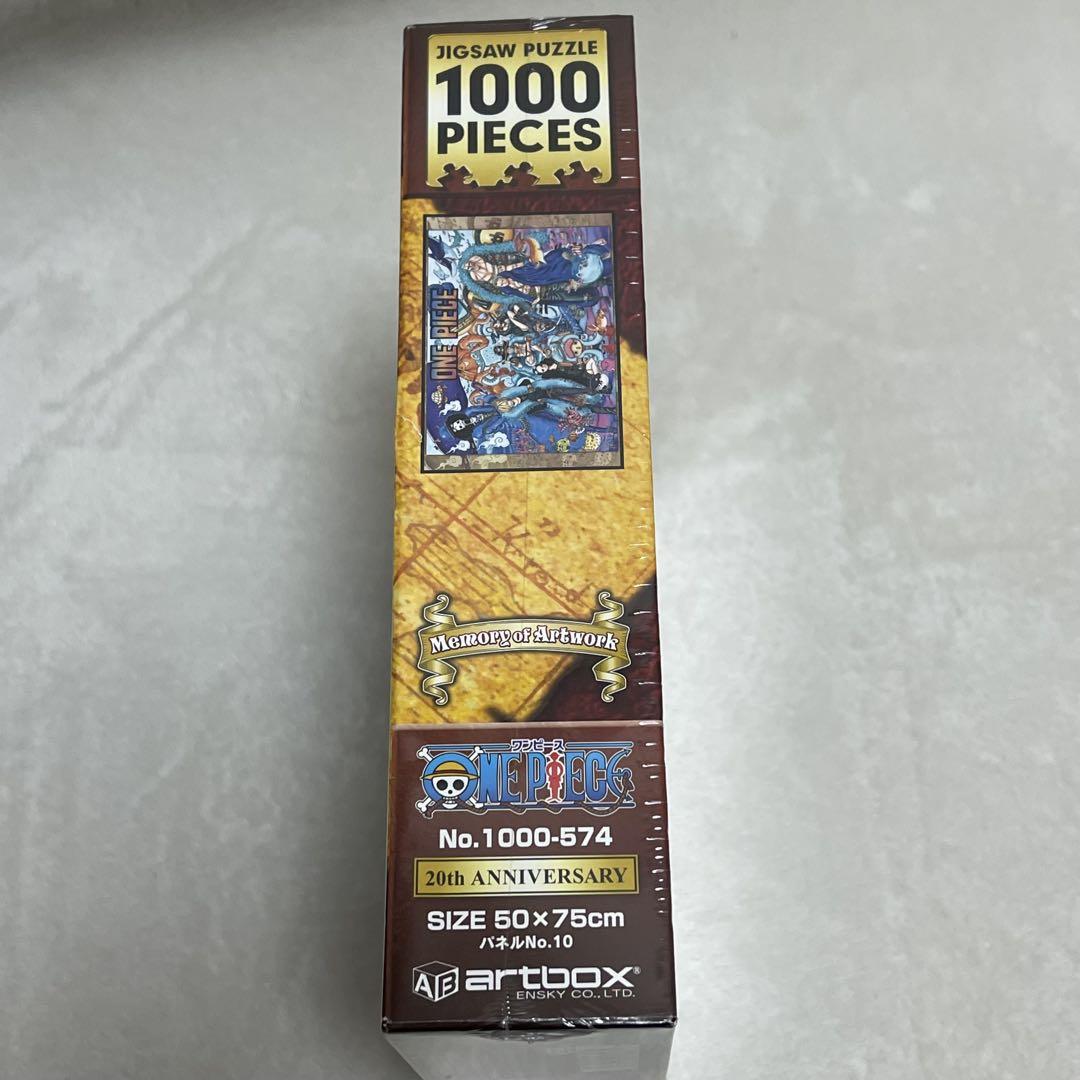 JIGSAW PUZZLE
1000
PIECES
ONE PIECE
Memory of Artwork
ワンピース
ONE PIECE
No.1000-574
20th ANNIVERSARY
SIZE 50×75cm
パネルNo.10
AB artbox®
ENSKY CO.,LTD.